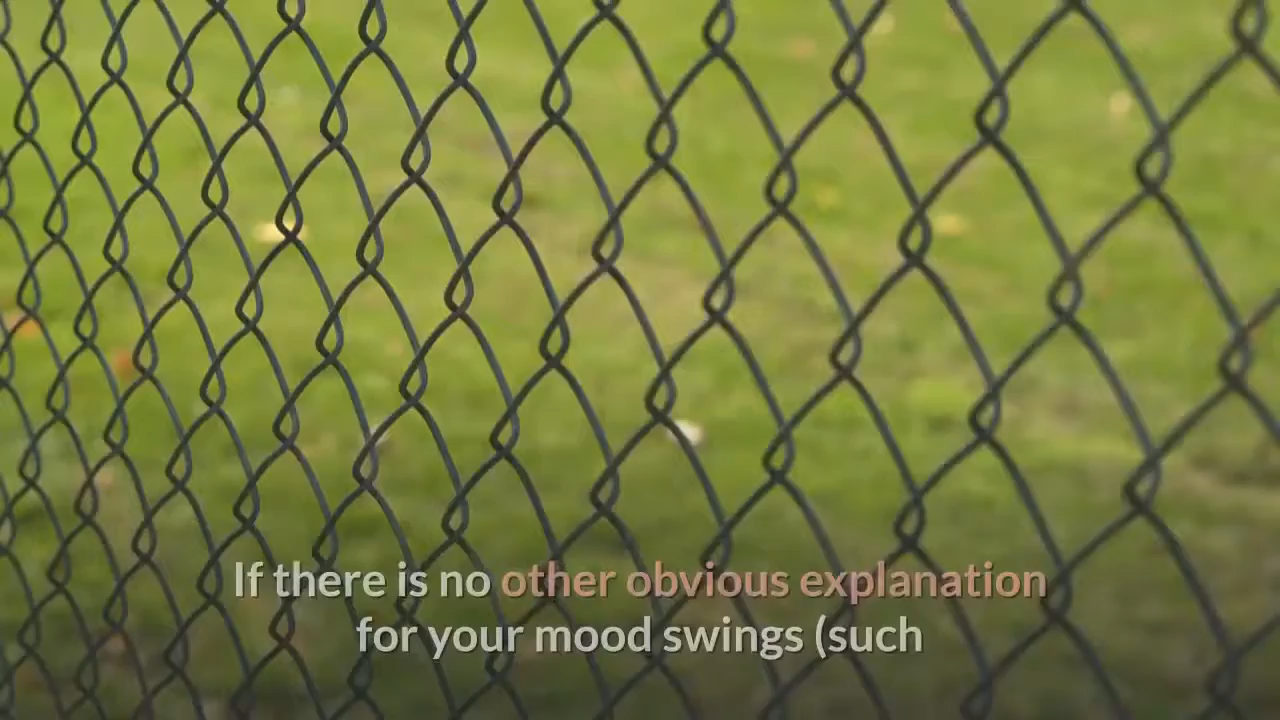 If there is no other obvious explanation
for your mood swings (such